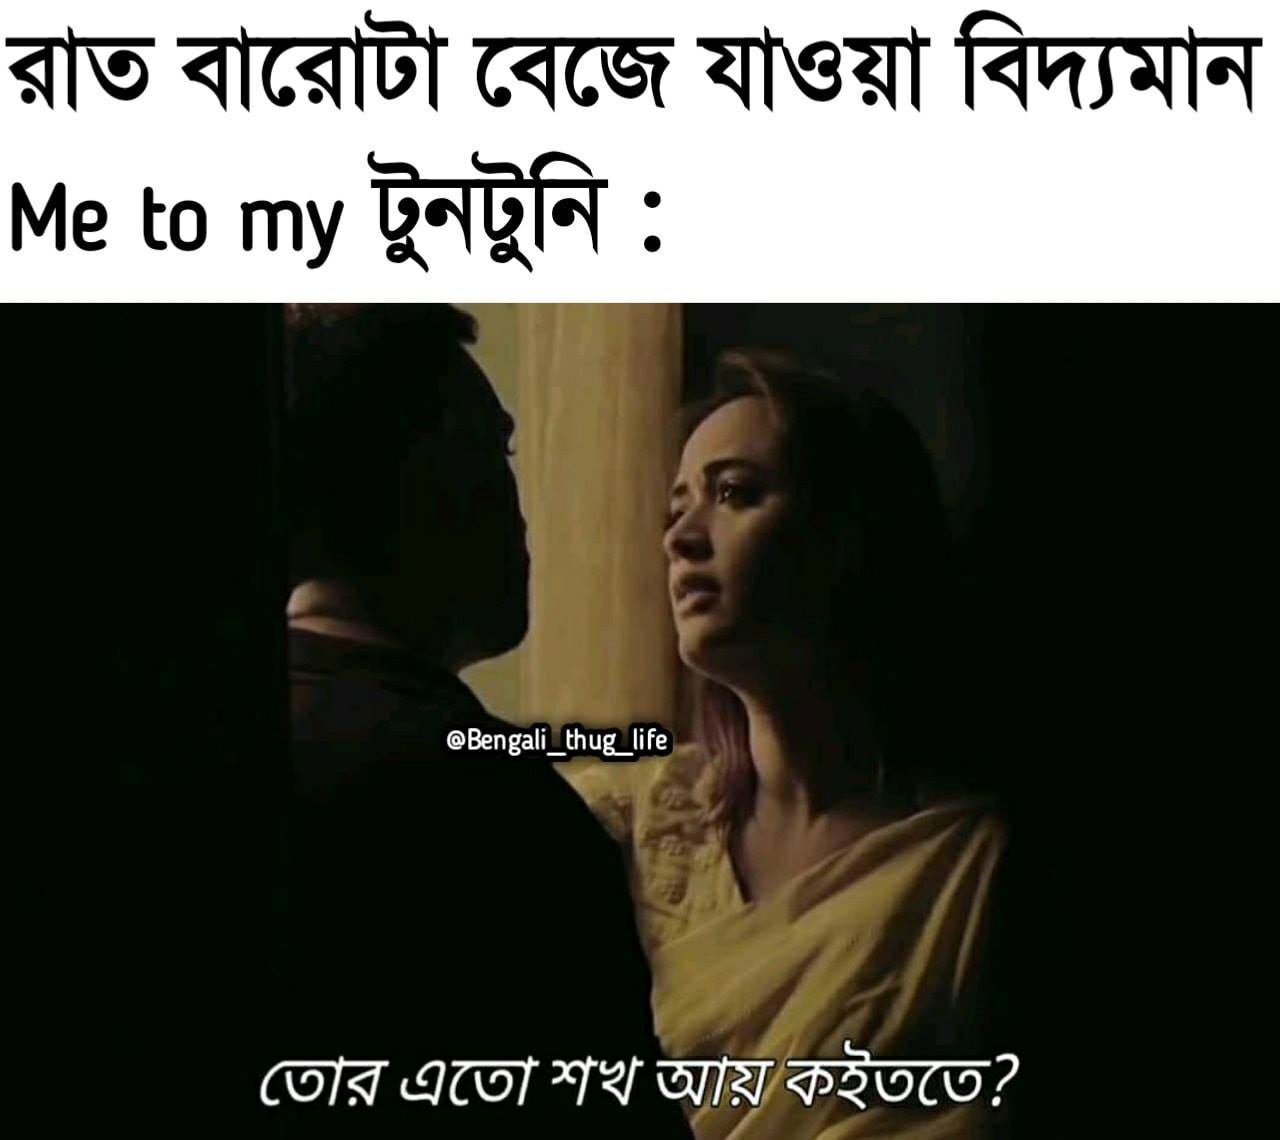 রাত বারোটা বেজে যাওয়া বিদ্যমান
Me to my টুনটুনি :
@Bengali_thug_life
তোর এতো শখ আয় কইততে?